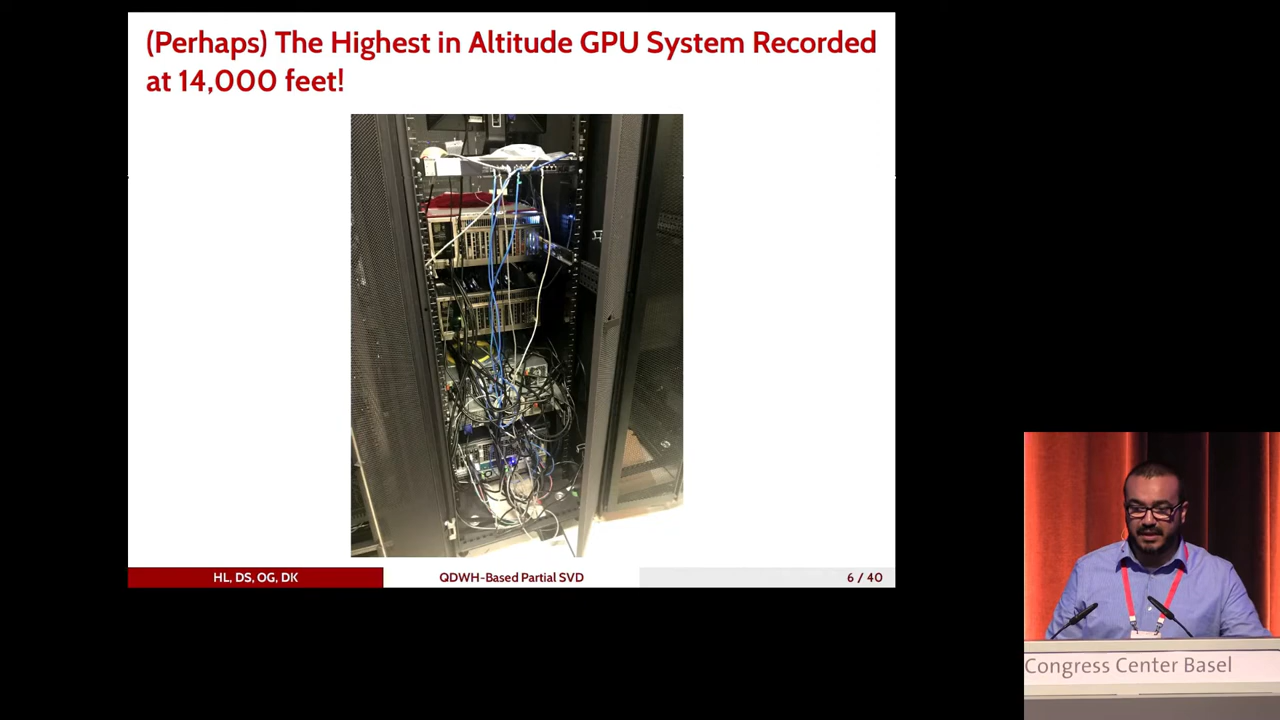 (Perhaps) The Highest in Altitude GPU System Recorded
at 14,000 feet!
HL, DS, OG, DK
QDWH-Based Partial SVD
6 / 40
Congress Center Basel